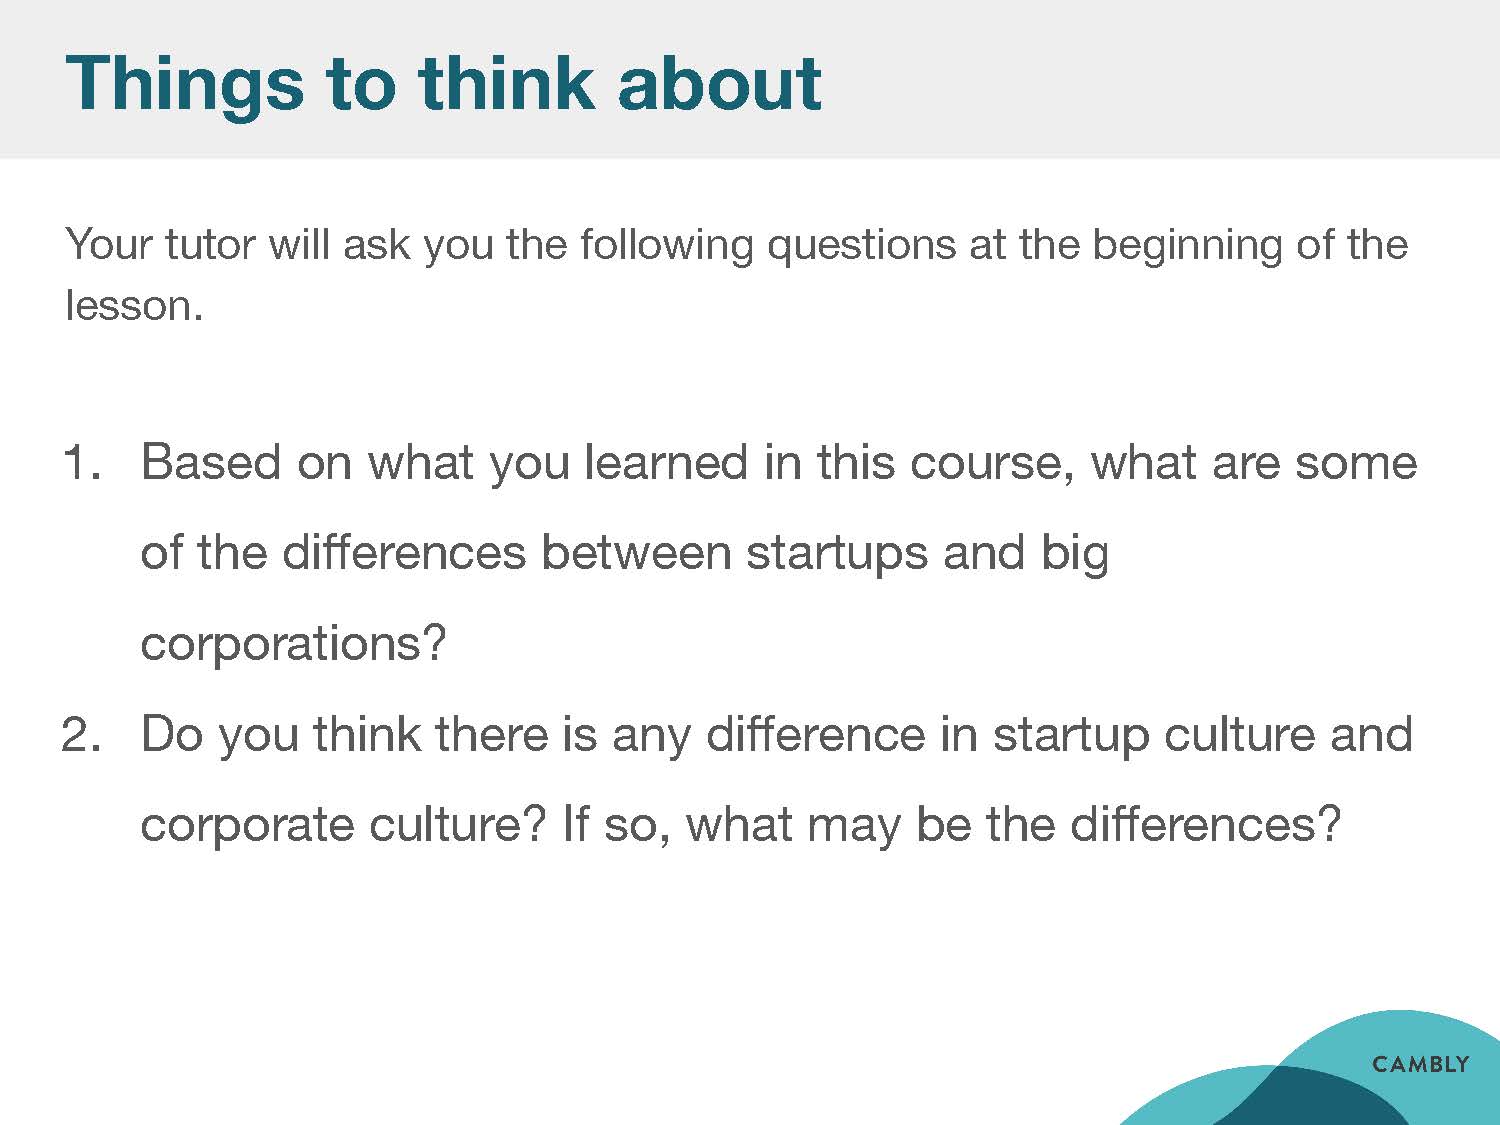 Things to think about
Your tutor will ask you the following questions at the beginning of the
lesson.
1. Based on what you learned in this course, what are some
of the differences between startups and big
corporations?
2. Do you think there is any difference in startup culture and
corporate culture? If so, what may be the differences?
CAMBLY